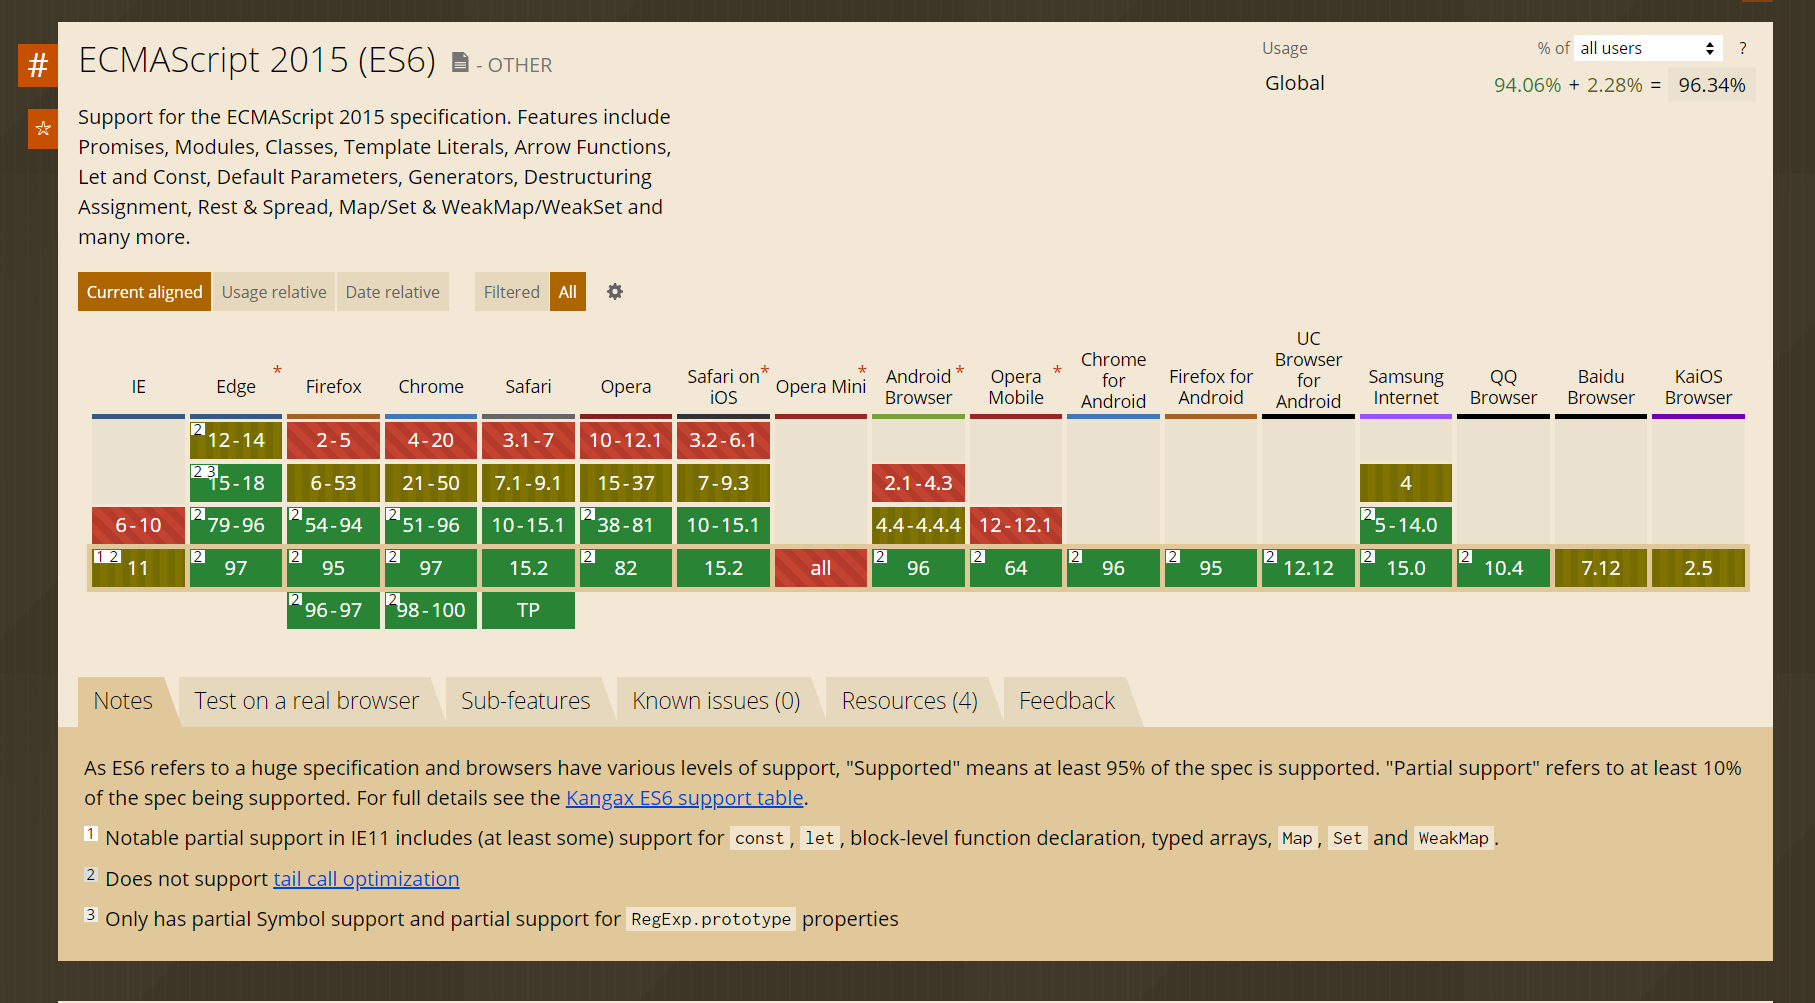 #
ECMAScript 2015 (ES6) - OTHER
Usage % of all users ?
Global 94.06% + 2.28% = 96.34%
Support for the ECMAScript 2015 specification. Features include
Promises, Modules, Classes, Template Literals, Arrow Functions,
Let and Const, Default Parameters, Generators, Destructuring
Assignment, Rest & Spread, Map/Set & WeakMap/WeakSet and
many more.
Current aligned Usage relative Date relative Filtered All
IE Edge * Firefox Chrome Safari Opera Safari on iOS * Opera Mini * Android Browser * Opera Mobile * Chrome for Android Firefox for Android UC Browser for Android Samsung Internet QQ Browser Baidu Browser KaiOS Browser
2 12-14 2-5 4-20 3.1-7 10-12.1 3.2-6.1
2 3 15-18 6-53 21-50 7.1-9.1 15-37 7-9.3 2.1-4.3 4
6-10 2 79-96 2 54-94 2 51-96 10-15.1 2 38-81 10-15.1 4.4-4.4.4 12-12.1 2 5-14.0
1 2 11 2 97 2 95 2 97 15.2 2 82 15.2 all 2 96 2 64 2 96 2 95 2 12.12 2 15.0 2 10.4 7.12 2.5
2 96-97 2 98-100 TP
Notes Test on a real browser Sub-features Known issues (0) Resources (4) Feedback
As ES6 refers to a huge specification and browsers have various levels of support, "Supported" means at least 95% of the spec is supported. "Partial support" refers to at least 10%
of the spec being supported. For full details see the Kangax ES6 support table.
1 Notable partial support in IE11 includes (at least some) support for const, let, block-level function declaration, typed arrays, Map, Set and WeakMap.
2 Does not support tail call optimization
3 Only has partial Symbol support and partial support for RegExp.prototype properties